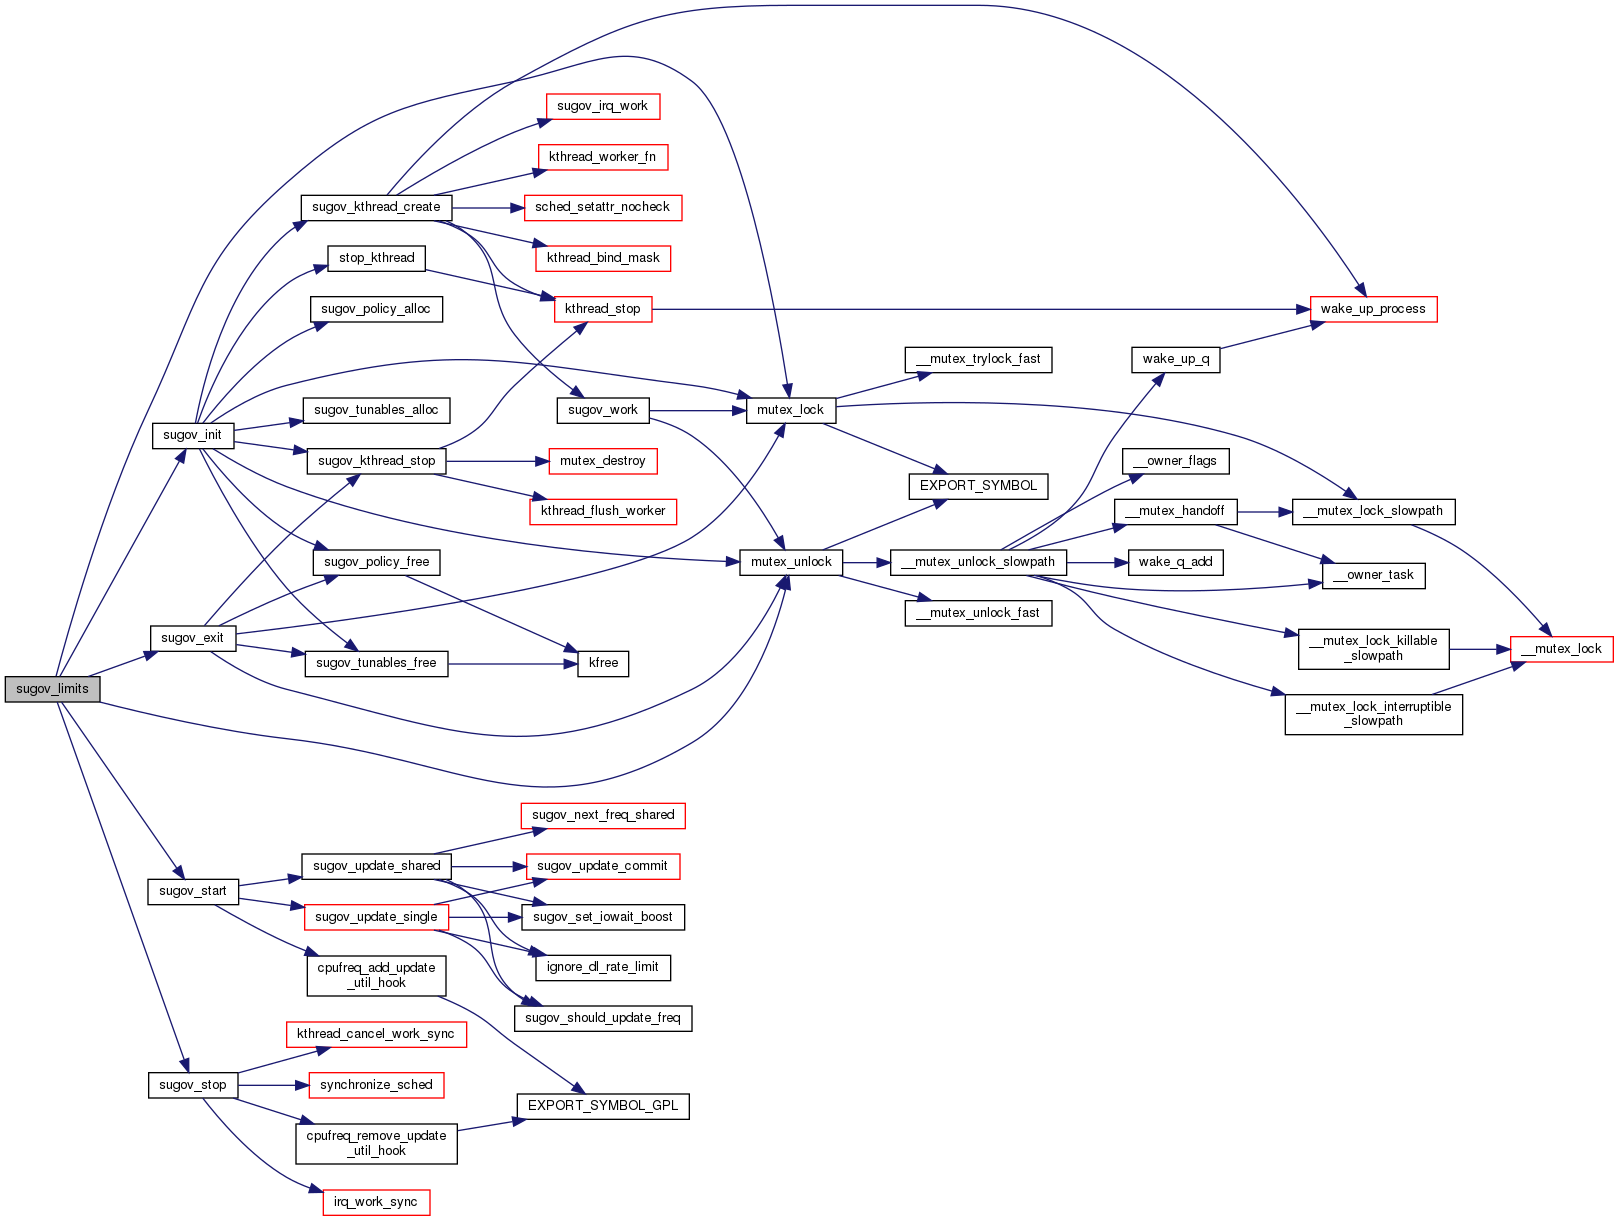 sugov_irq_work
kthread_worker_fn
sugov_kthread_create
sched_setattr_nocheck
stop_kthread
kthread_bind_mask
sugov_policy_alloc
kthread_stop
wake_up_process
__mutex_trylock_fast
wake_up_q
sugov_tunables_alloc
sugov_work
mutex_lock
sugov_init
sugov_kthread_stop
mutex_destroy
__owner_flags
EXPORT_SYMBOL
kthread_flush_worker
__mutex_handoff
__mutex_lock_slowpath
sugov_policy_free
mutex_unlock
__mutex_unlock_slowpath
wake_q_add
__owner_task
__mutex_unlock_fast
sugov_exit
sugov_tunables_free
kfree
__mutex_lock_killable
_slowpath
__mutex_lock
sugov_limits
__mutex_lock_interruptible
_slowpath
sugov_next_freq_shared
sugov_update_shared
sugov_update_commit
sugov_start
sugov_update_single
sugov_set_iowait_boost
cpufreq_add_update
_util_hook
ignore_dl_rate_limit
sugov_should_update_freq
kthread_cancel_work_sync
sugov_stop
synchronize_sched
EXPORT_SYMBOL_GPL
cpufreq_remove_update
_util_hook
irq_work_sync